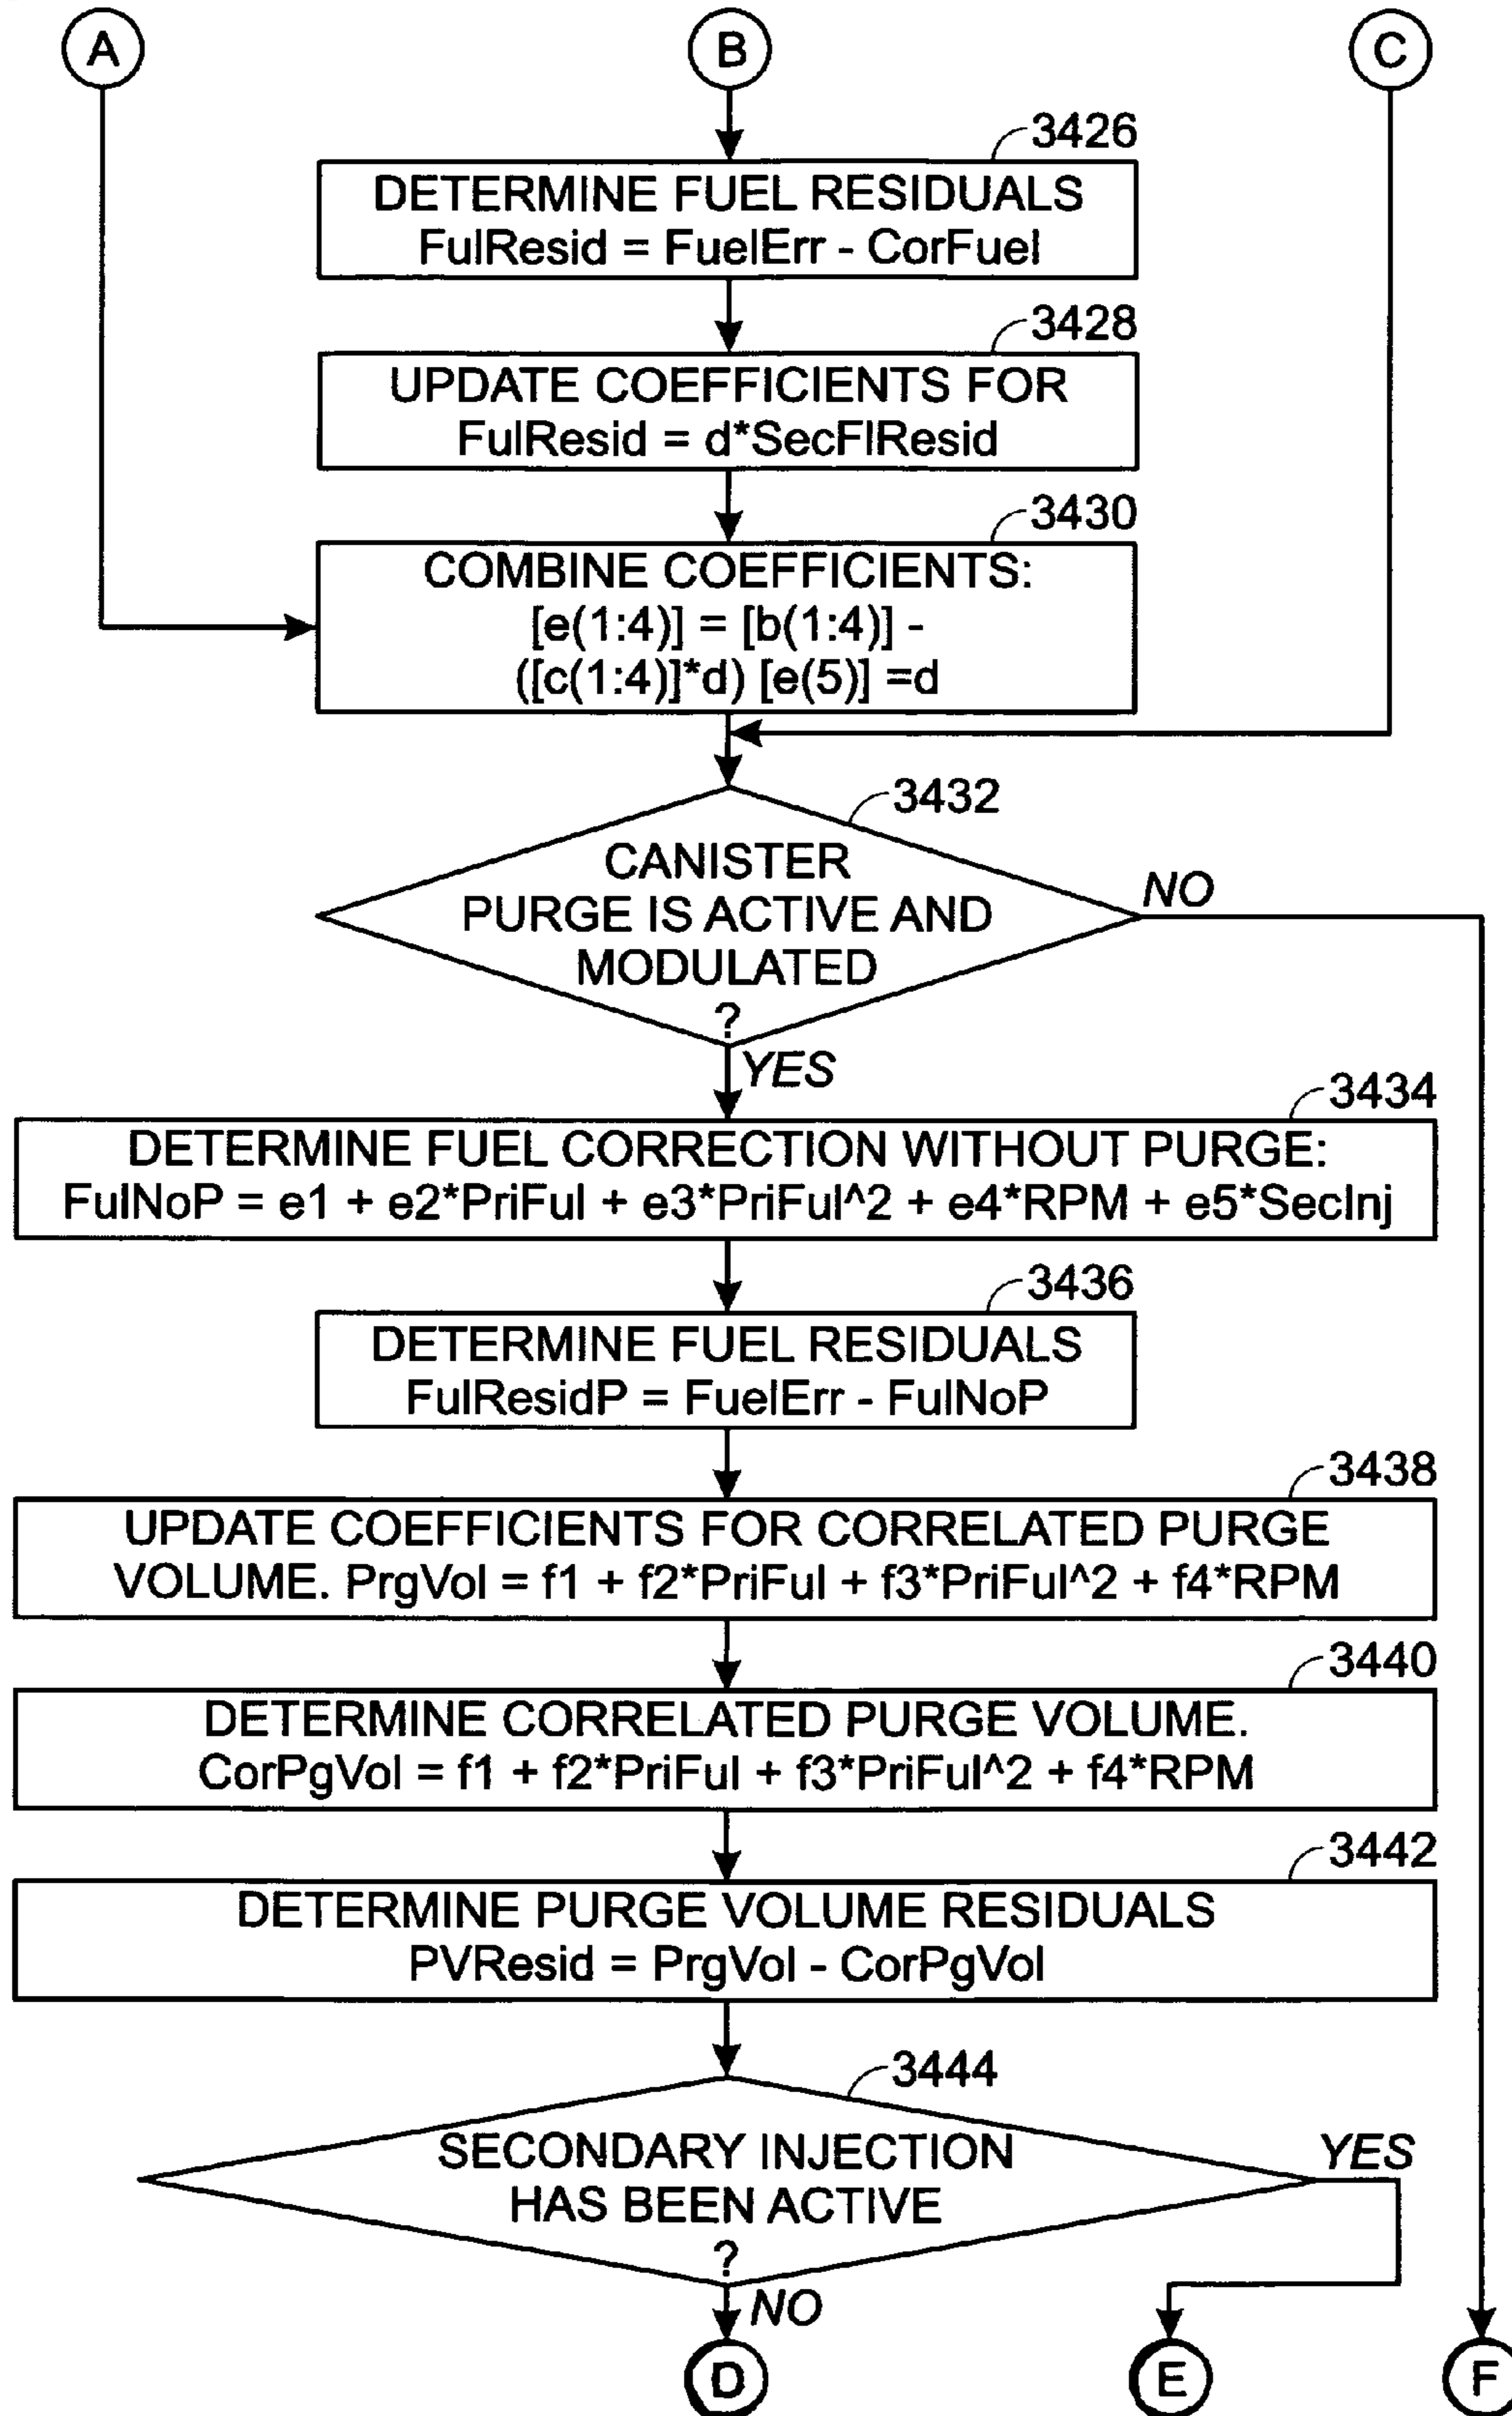 A
B
C
3426
DETERMINE FUEL RESIDUALS
FulResid = FuelErr - CorFuel
3428
UPDATE COEFFICIENTS FOR
FulResid = d*SecFlResid
3430
COMBINE COEFFICIENTS:
[e(1:4)] = [b(1:4)] -
([c(1:4)]*d) [e(5)] =d
3432
CANISTER
PURGE IS ACTIVE AND
MODULATED
?
NO
YES
3434
DETERMINE FUEL CORRECTION WITHOUT PURGE:
FulNoP = e1 + e2*PriFul + e3*PriFul^2 + e4*RPM + e5*SecInj
3436
DETERMINE FUEL RESIDUALS
FulResidP = FuelErr - FulNoP
3438
UPDATE COEFFICIENTS FOR CORRELATED PURGE
VOLUME. PrgVol = f1 + f2*PriFul + f3*PriFul^2 + f4*RPM
3440
DETERMINE CORRELATED PURGE VOLUME.
CorPgVol = f1 + f2*PriFul + f3*PriFul^2 + f4*RPM
3442
DETERMINE PURGE VOLUME RESIDUALS
PVResid = PrgVol - CorPgVol
3444
SECONDARY INJECTION
HAS BEEN ACTIVE
?
YES
NO
D
E
F